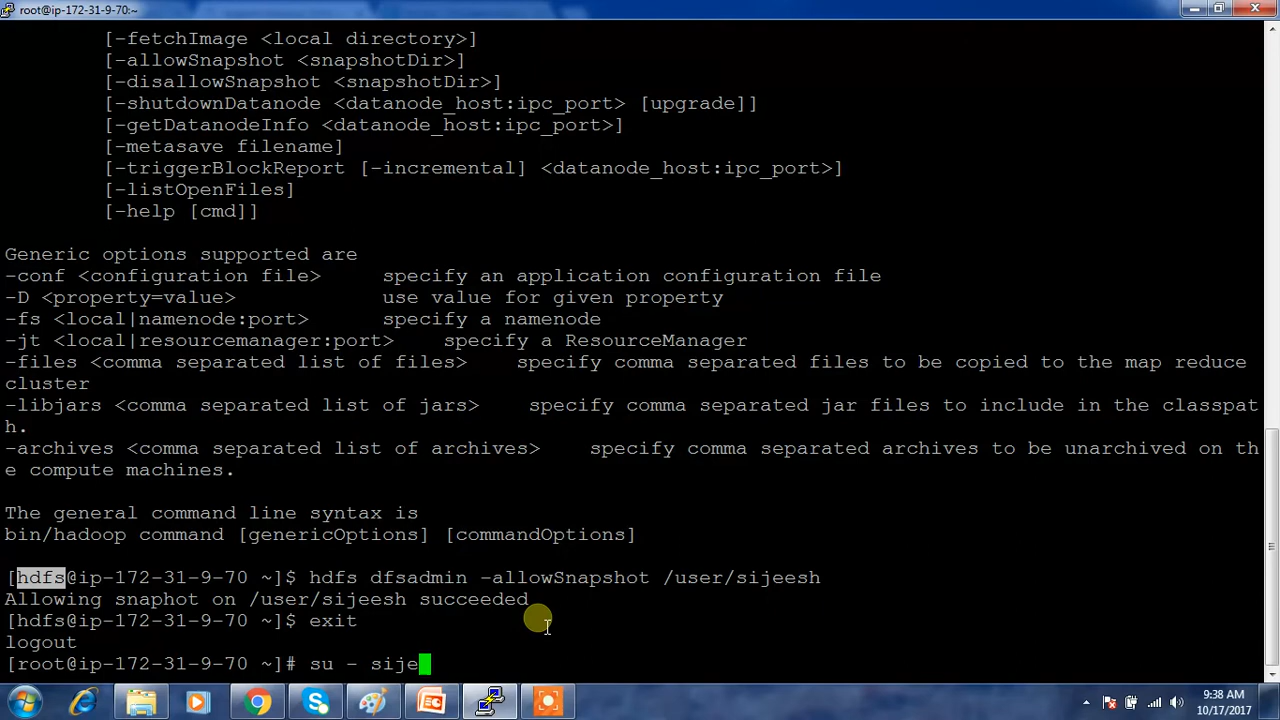 root@ip-172-31-9-70:~
[-fetchImage <local directory>]
[-allowSnapshot <snapshotDir>]
[-disallowSnapshot <snapshotDir>]
[-shutdownDatanode <datanode_host:ipc_port> [upgrade]]
[-getDatanodeInfo <datanode_host:ipc_port>]
[-metasave filename]
[-triggerBlockReport [-incremental] <datanode_host:ipc_port>]
[-listOpenFiles]
[-help [cmd]]
Generic options supported are
-conf <configuration file>     specify an application configuration file
-D <property=value>            use value for given property
-fs <local|namenode:port>      specify a namenode
-jt <local|resourcemanager:port>    specify a ResourceManager
-files <comma separated list of files>    specify comma separated files to be copied to the map reduce
cluster
-libjars <comma separated list of jars>    specify comma separated jar files to include in the classpat
h.
-archives <comma separated list of archives>    specify comma separated archives to be unarchived on th
e compute machines.
The general command line syntax is
bin/hadoop command [genericOptions] [commandOptions]
[hdfs@ip-172-31-9-70 ~]$ hdfs dfsadmin -allowSnapshot /user/sijeesh
Allowing snaphot on /user/sijeesh succeeded
[hdfs@ip-172-31-9-70 ~]$ exit
logout
[root@ip-172-31-9-70 ~]# su - sije
9:38 AM
10/17/2017